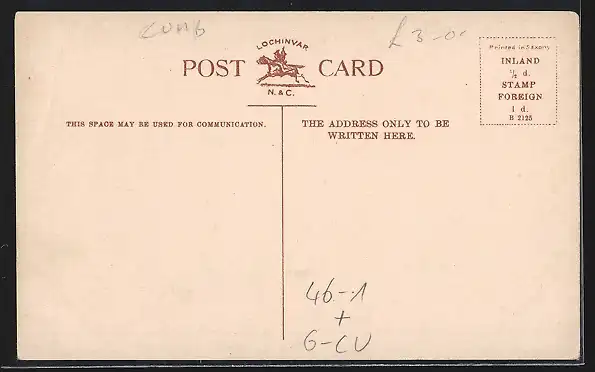 CUMB
£3-0
LOCHINVAR
POST CARD
N. & C.
THIS SPACE MAY BE USED FOR COMMUNICATION.
THE ADDRESS ONLY TO BE
WRITTEN HERE.
Printed in Saxony
INLAND
½ d.
STAMP
FOREIGN
1 d.
B 2125
46-1
+
G-CU